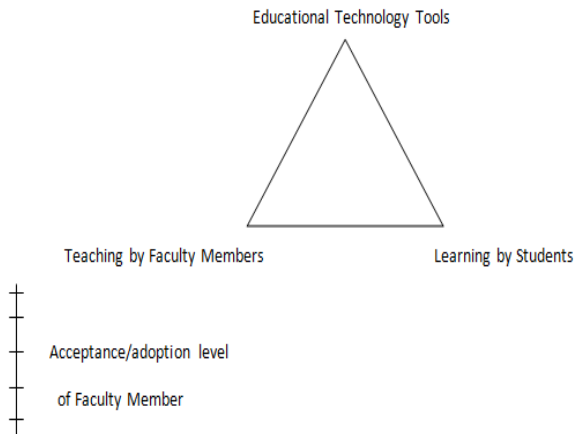 Educational Technology Tools
Teaching by Faculty Members
Learning by Students
Acceptance/adoption level
of Faculty Member